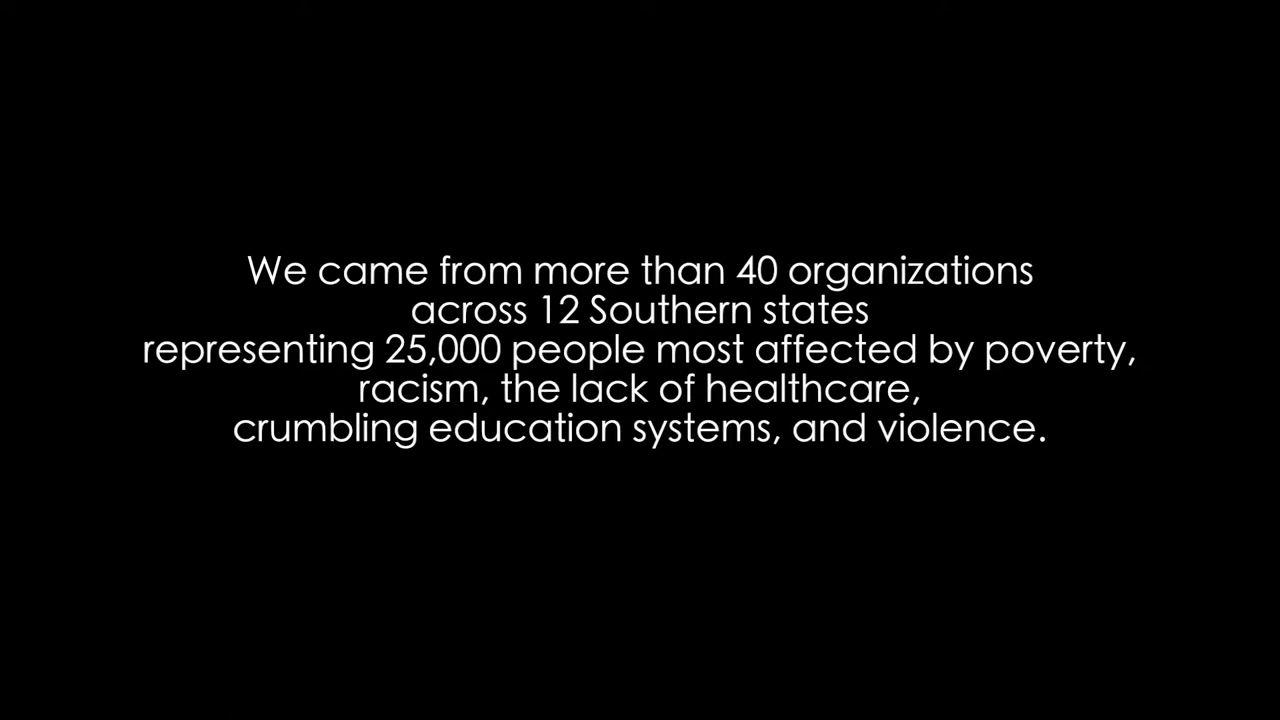 We came from more than 40 organizations
across 12 Southern states
representing 25,000 people most affected by poverty,
racism, the lack of healthcare,
crumbling education systems, and violence.